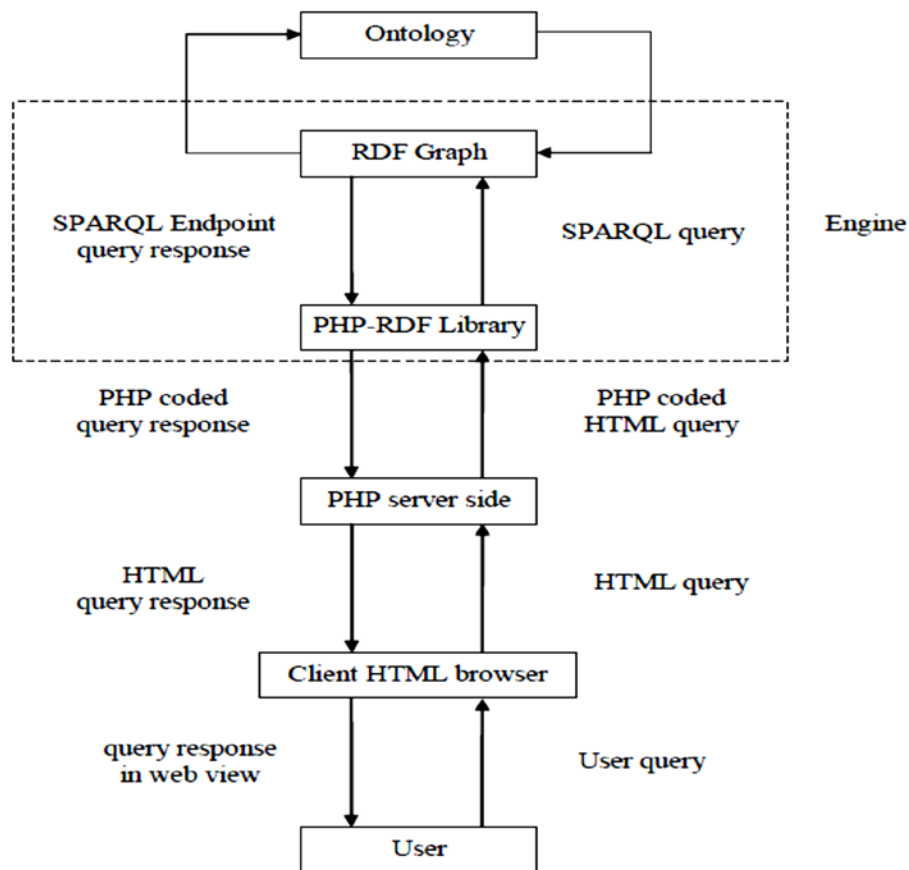 Ontology
RDF Graph
SPARQL Endpoint
query response
SPARQL query
Engine
PHP-RDF Library
PHP coded
query response
PHP coded
HTML query
PHP server side
HTML
query response
HTML query
Client HTML browser
query response
in web view
User query
User